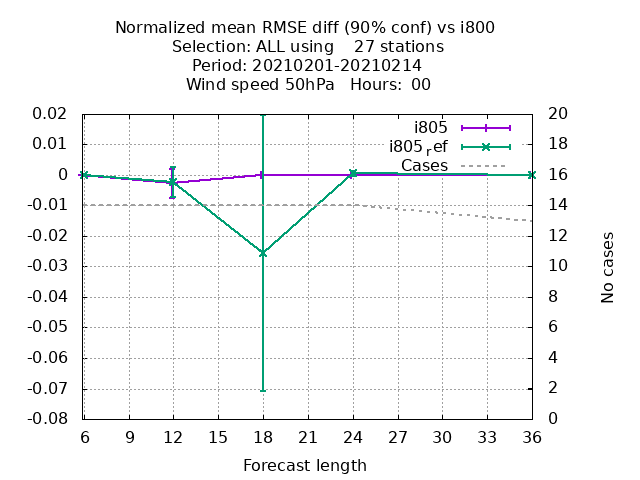 Normalized mean RMSE diff (90% conf) vs i800
Selection: ALL using 27 stations
Period: 20210201-20210214
Wind speed 50hPa Hours: 00
i805
i805ref
Cases
0.02
0.01
0
-0.01
-0.02
-0.03
-0.04
-0.05
-0.06
-0.07
-0.08
20
18
16
14
12
10
8
6
4
2
0
No cases
6 9 12 15 18 21 24 27 30 33 36
Forecast length